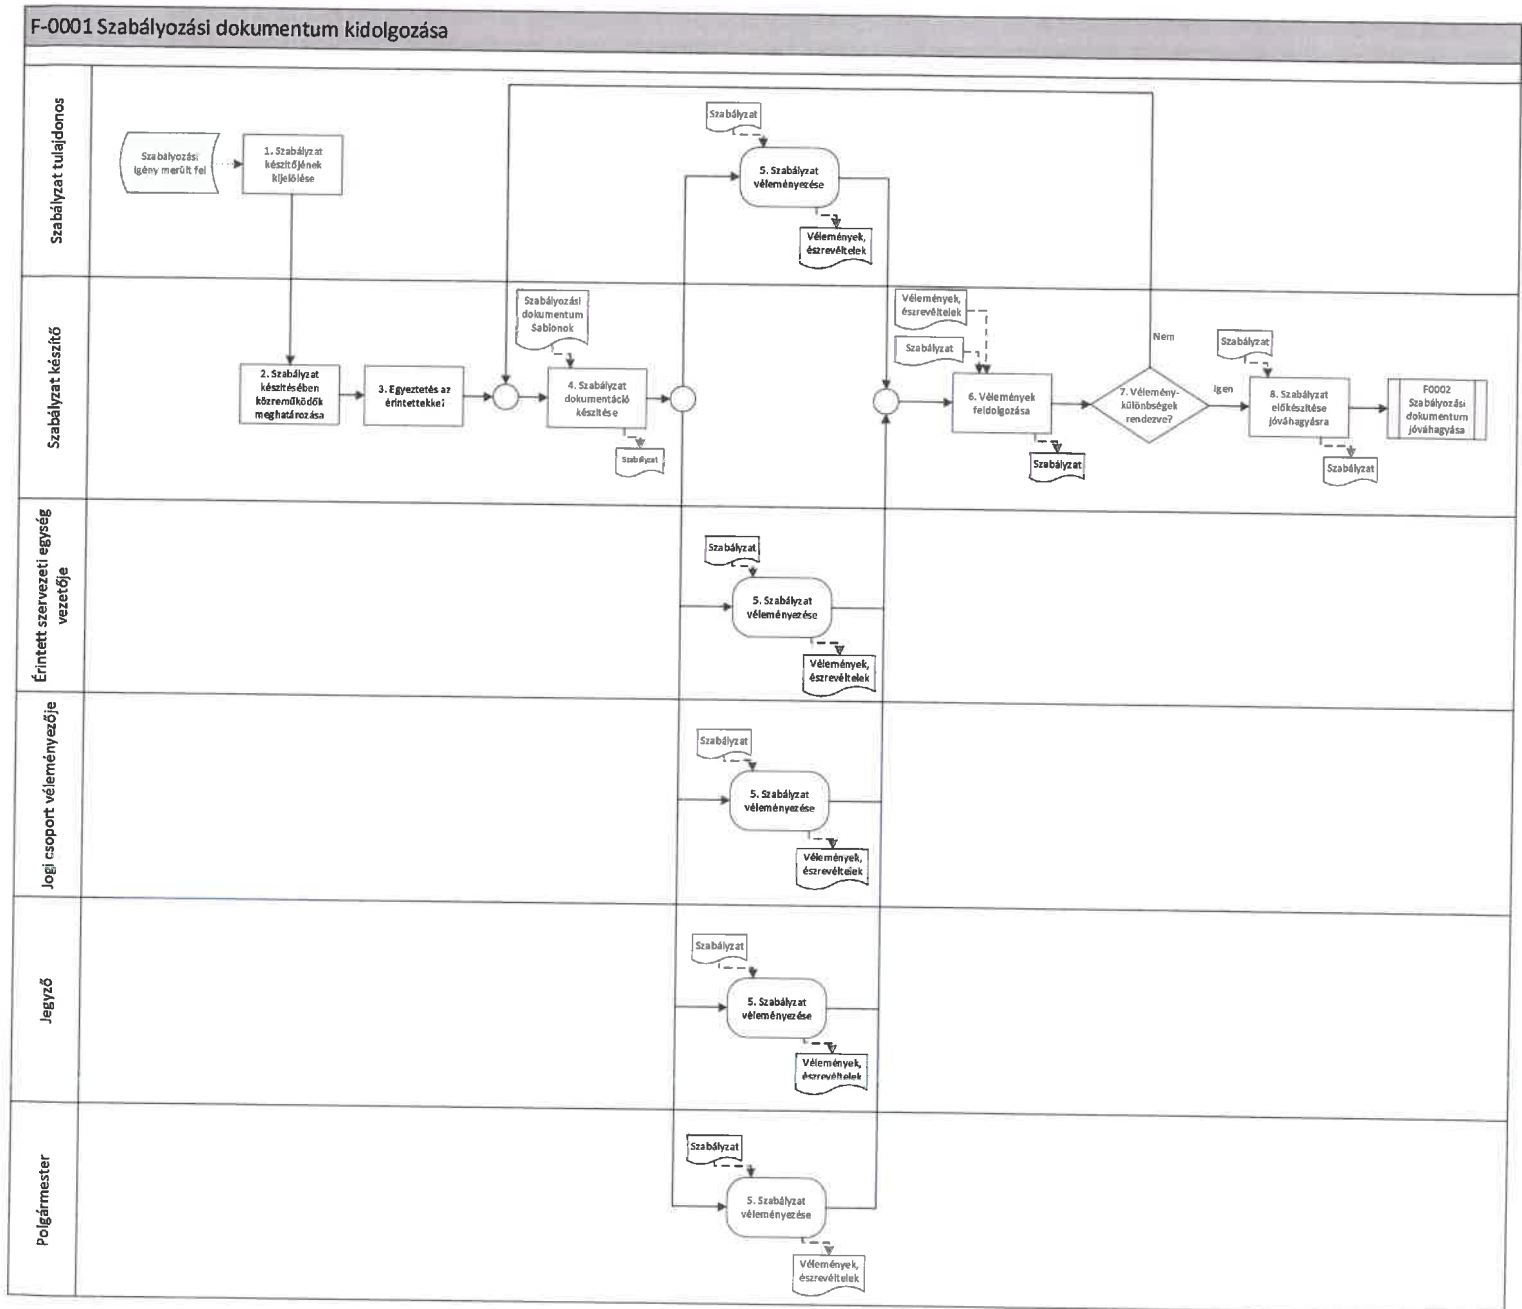 F-0001 Szabályozási dokumentum kidolgozása
Szabályzat tulajdonos
Szabályozási
igény merült fel
1. Szabályzat
készítőjének
kijelölése
Szabályzat
5. Szabályzat
véleményezése
Vélemények,
észrevételek
Szabályzat készítő
2. Szabályzat
készítésében
közreműködők
meghatározása
3. Egyeztetés az
érintettekkel
Szabályozási
dokumentum
Sablonok
4. Szabályzat
dokumentáció
készítése
Szabályzat
Vélemények,
észrevételek
Szabályzat
6. Vélemények
feldolgozása
Szabályzat
Nem
7. Vélemény-
különbségek
rendezve?
Igen
Szabályzat
8. Szabályzat
előkészítése
jóváhagyásra
Szabályzat
F0002
Szabályozási
dokumentum
jóváhagyása
Érintett szervezeti egység
vezetője
Szabályzat
5. Szabályzat
véleményezése
Vélemények,
észrevételek
Jogi csoport véleményezője
Szabályzat
5. Szabályzat
véleményezése
Vélemények,
észrevételek
Jegyző
Szabályzat
5. Szabályzat
véleményezése
Vélemények,
észrevételek
Polgármester
Szabályzat
5. Szabályzat
véleményezése
Vélemények,
észrevételek